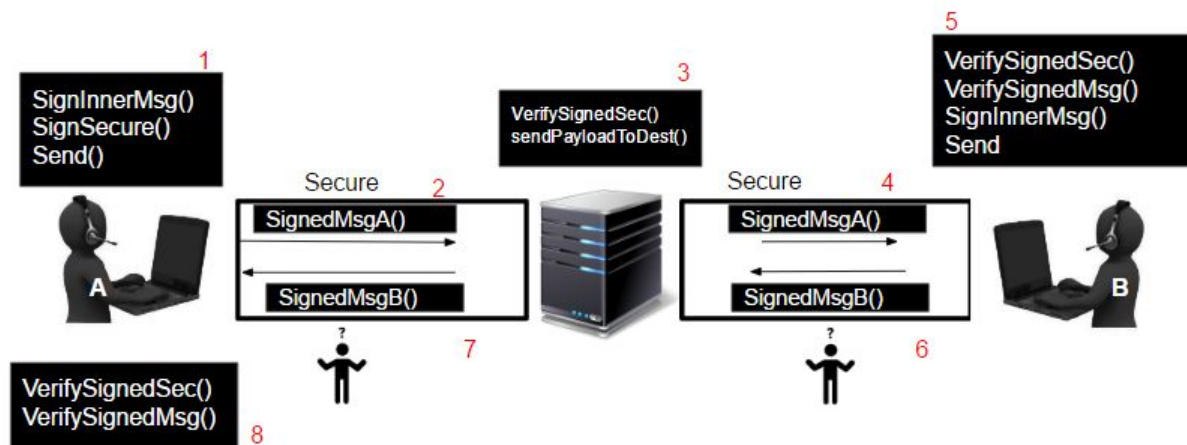 1
SignInnerMsg()
SignSecure()
Send()
Secure
2
SignedMsgA()
SignedMsgB()
7
A
?
3
VerifySignedSec()
sendPayloadToDest()
Secure
4
SignedMsgA()
SignedMsgB()
6
?
5
VerifySignedSec()
VerifySignedMsg()
SignInnerMsg()
Send
B
VerifySignedSec()
VerifySignedMsg()
8